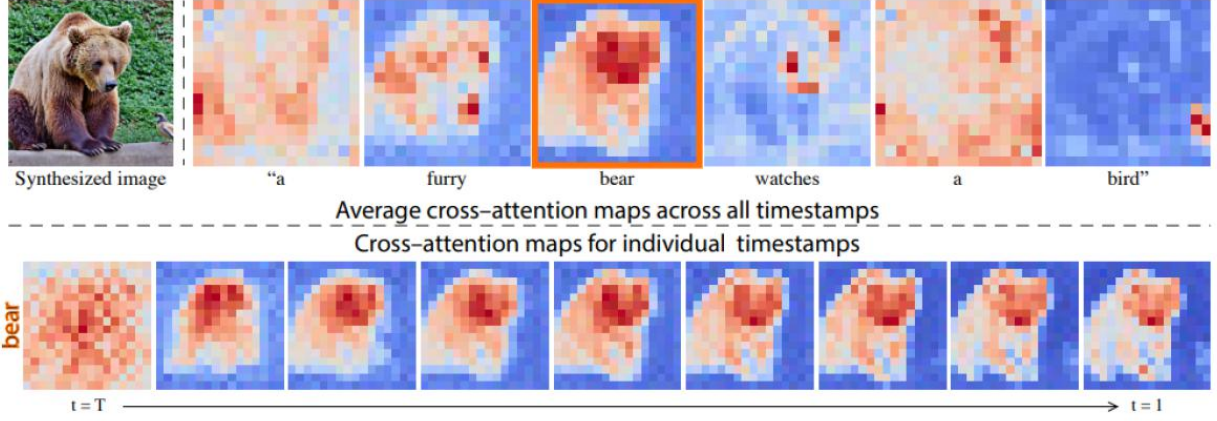 Synthesized image “a furry bear watches a bird”
Average cross–attention maps across all timestamps
Cross–attention maps for individual timestamps
bear
t = T t = 1